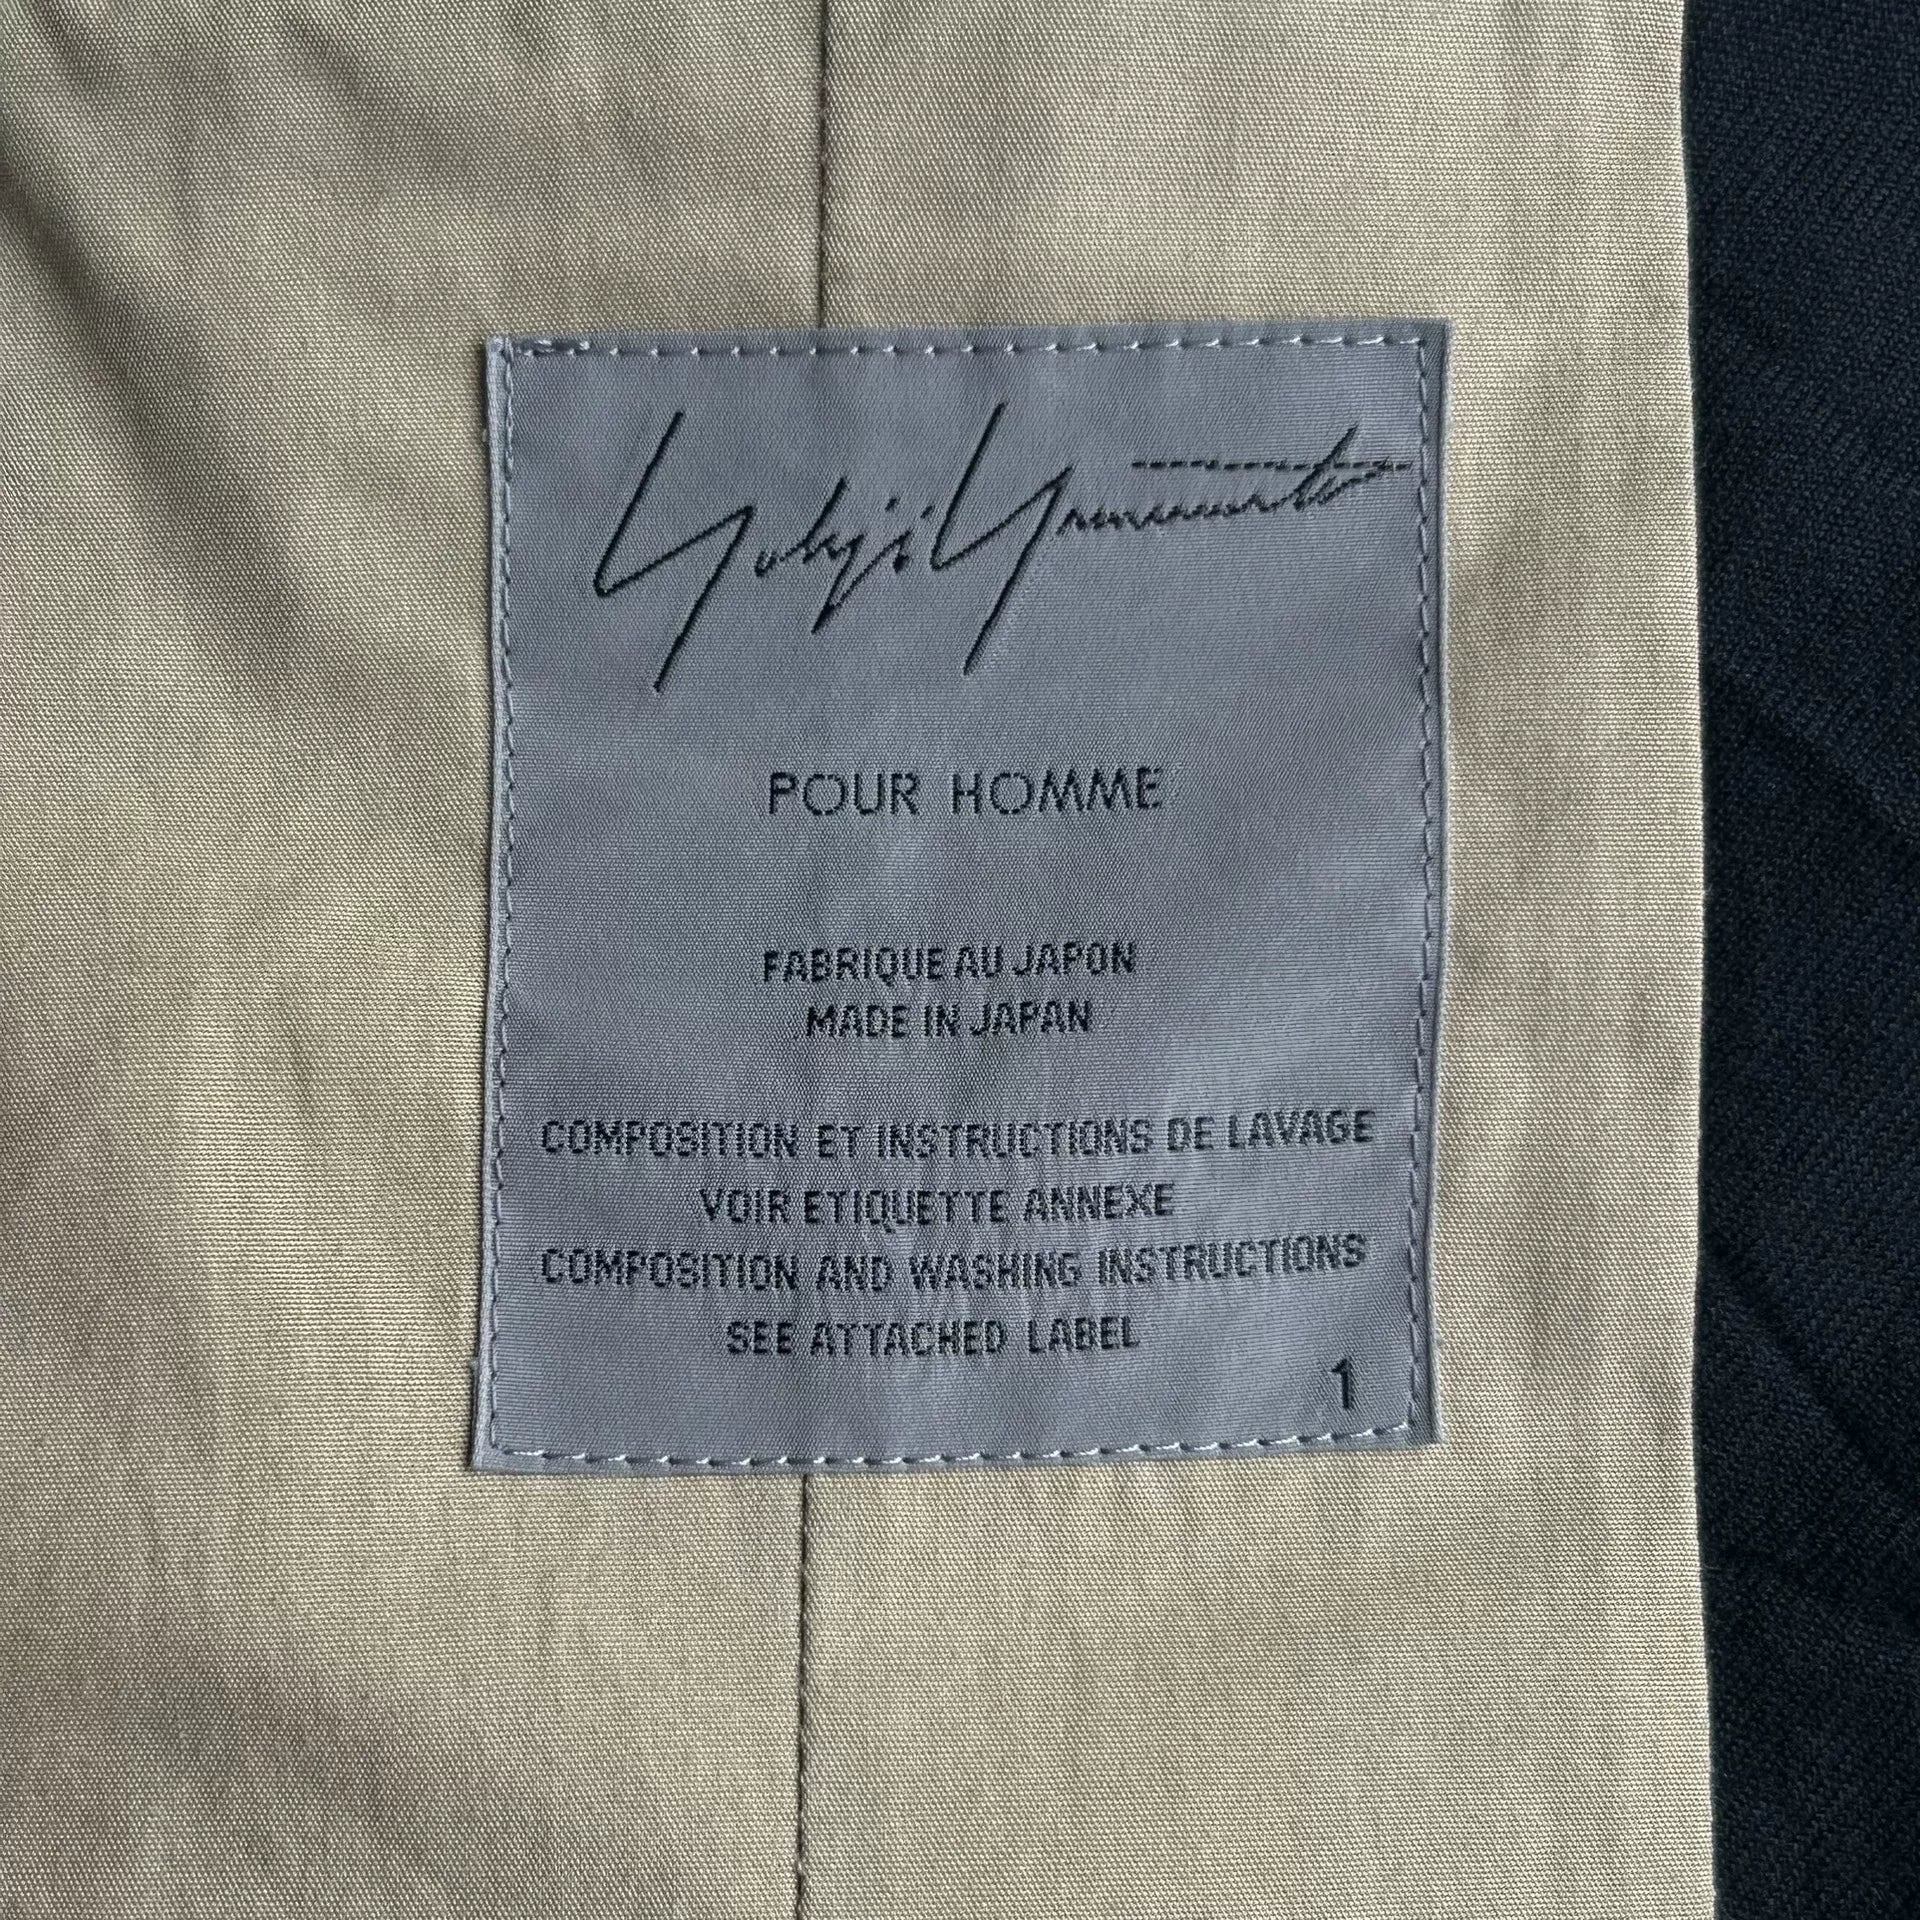 Yohji Yamamoto
POUR HOMME
FABRIQUE AU JAPON
MADE IN JAPAN
COMPOSITION ET INSTRUCTIONS DE LAVAGE
VOIR ETIQUETTE ANNEXE
COMPOSITION AND WASHING INSTRUCTIONS
SEE ATTACHED LABEL
1